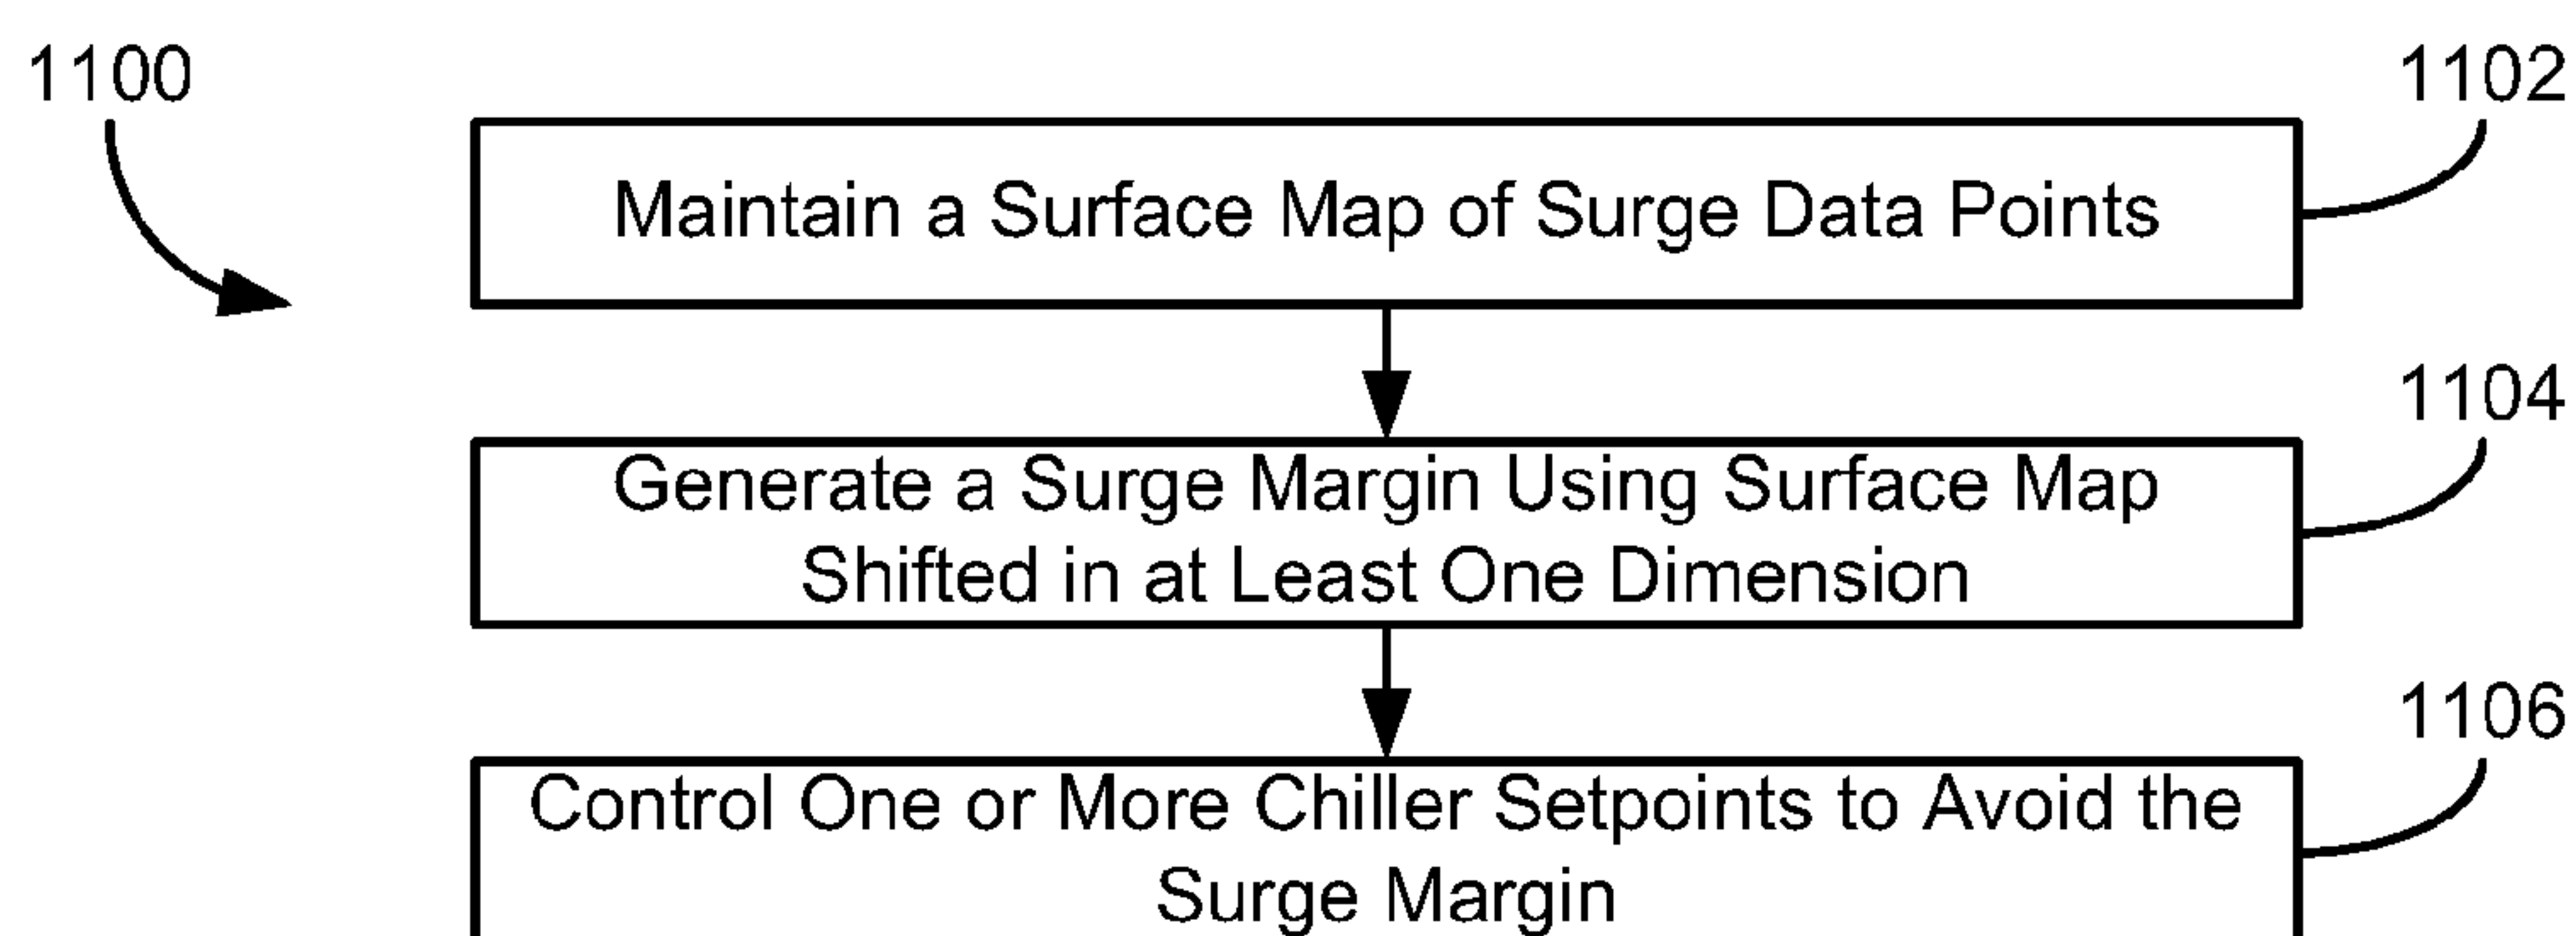 1100
1102
Maintain a Surface Map of Surge Data Points
1104
Generate a Surge Margin Using Surface Map
Shifted in at Least One Dimension
1106
Control One or More Chiller Setpoints to Avoid the
Surge Margin